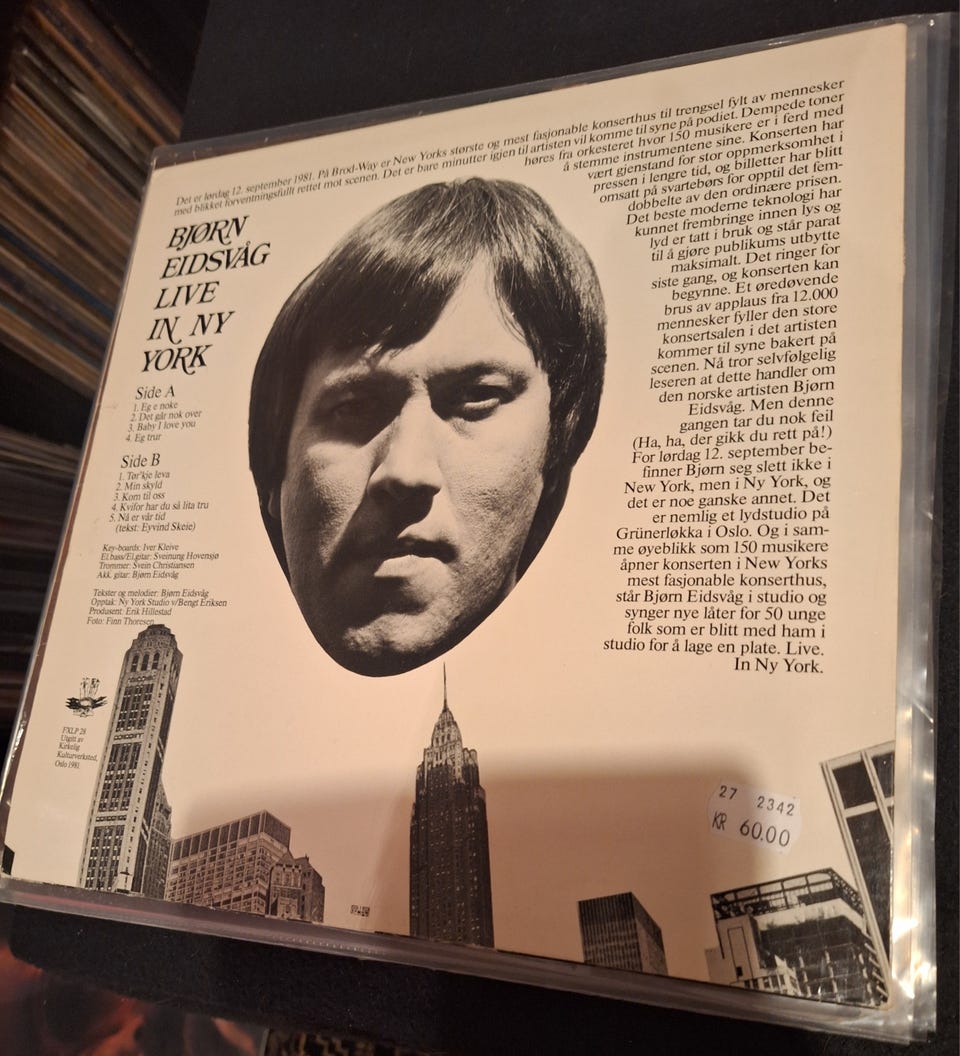 Det er lørdag 12. september 1981. På Brod-Way er New Yorks største og mest fasjonable konserthus til trengsel fylt av mennesker
med blikket forventningsfullt rettet mot scenen. Det er bare minutter igjen til artisten vil komme til syne på podiet. Dempede toner
høres fra orkesteret hvor 150 musikere er i ferd med
å stemme instrumentene sine. Konserten har
vært gjenstand for stor oppmerksomhet i
pressen i lengre tid, og billetter har blitt
omsatt på svartebørs for opptil det fem-
dobbelte av den ordinære prisen.
Det beste moderne teknologi har
kunnet frembringe innen lys og
lyd er tatt i bruk og står parat
til å gjøre publikums utbytte
maksimalt. Det ringer for
siste gang, og konserten kan
begynne. Et øredøvende
brus av applaus fra 12.000
mennesker fyller den store
konsertsalen i det artisten
kommer til syne bakert på
scenen. Nå tror selvfølgelig
leseren at dette handler om
den norske artisten Bjørn
Eidsvåg. Men denne
gangen tar du nok feil
(Ha, ha, der gikk du rett på!)
For lørdag 12. september be-
finner Bjørn seg slett ikke i
New York, men i Ny York, og
det er noe ganske annet. Det
er nemlig et lydstudio på
Grünerløkka i Oslo. Og i sam-
me øyeblikk som 150 musikere
åpner konserten i New Yorks
mest fasjonable konserthus,
står Bjørn Eidsvåg i studio og
synger nye låter for 50 unge
folk som er blitt med ham i
studio for å lage en plate. Live.
In Ny York.
BJØRN
EIDSVÅG
LIVE
IN NY
YORK
Side A
1. Eg e noke
2. Det går nok over
3. Baby I love you
4. Eg trur
Side B
1. Tør'kje leva
2. Min skyld
3. Kom til oss
4. Kvifor har du så lita tru
5. Nå er vår tid
(tekst: Eyvind Skeie)
Key-boards: Iver Kleive
El.bass/El.gitar: Sveinung Hovensjø
Trommer: Svein Christiansen
Akk. gitar: Bjørn Eidsvåg
Tekster og melodier: Bjørn Eidsvåg
Opptak: Ny York Studio v/Bengt Eriksen
Produsent: Erik Hillestad
Foto: Finn Thoresen
FXLP 28
Utgitt av
Kirkelig
Kulturverksted,
Oslo 1981.
27 2342
KR 60.00